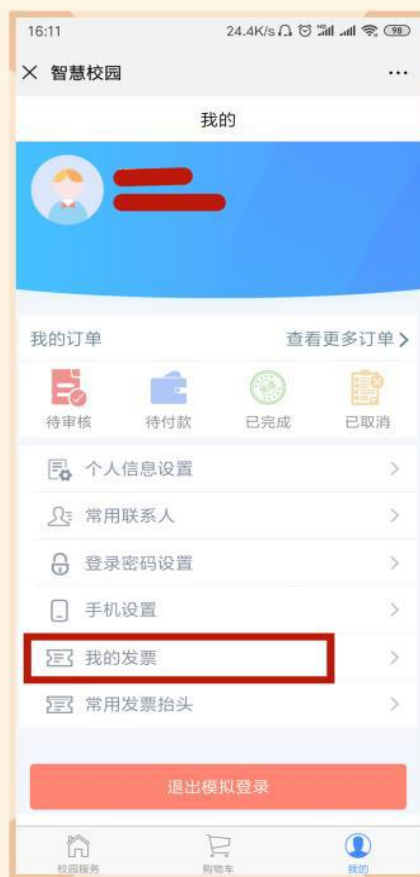 16:11 24.4K/s HD 98
智慧校园
我的
我的订单 查看更多订单
待审核 待付款 已完成 已取消
个人信息设置
常用联系人
登录密码设置
手机设置
我的发票
常用发票抬头
退出模拟登录
校园服务 购物车 我的